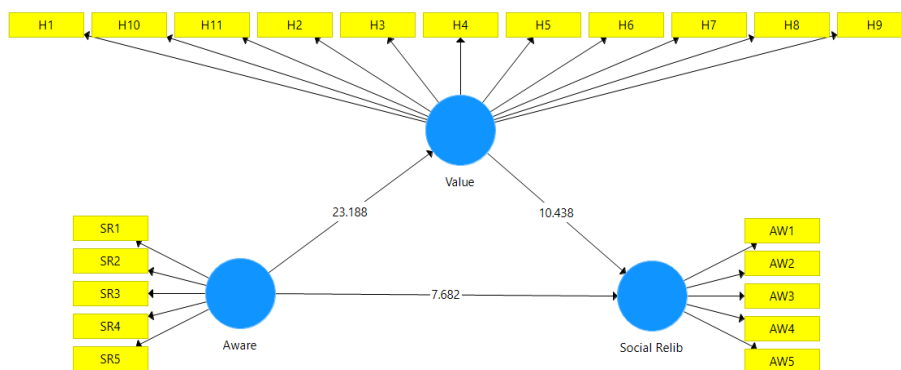 H1 H10 H11 H2 H3 H4 H5 H6 H7 H8 H9
Value
23.188
10.438
SR1
SR2
SR3
SR4
SR5
Aware
7.682
Social Relib
AW1
AW2
AW3
AW4
AW5